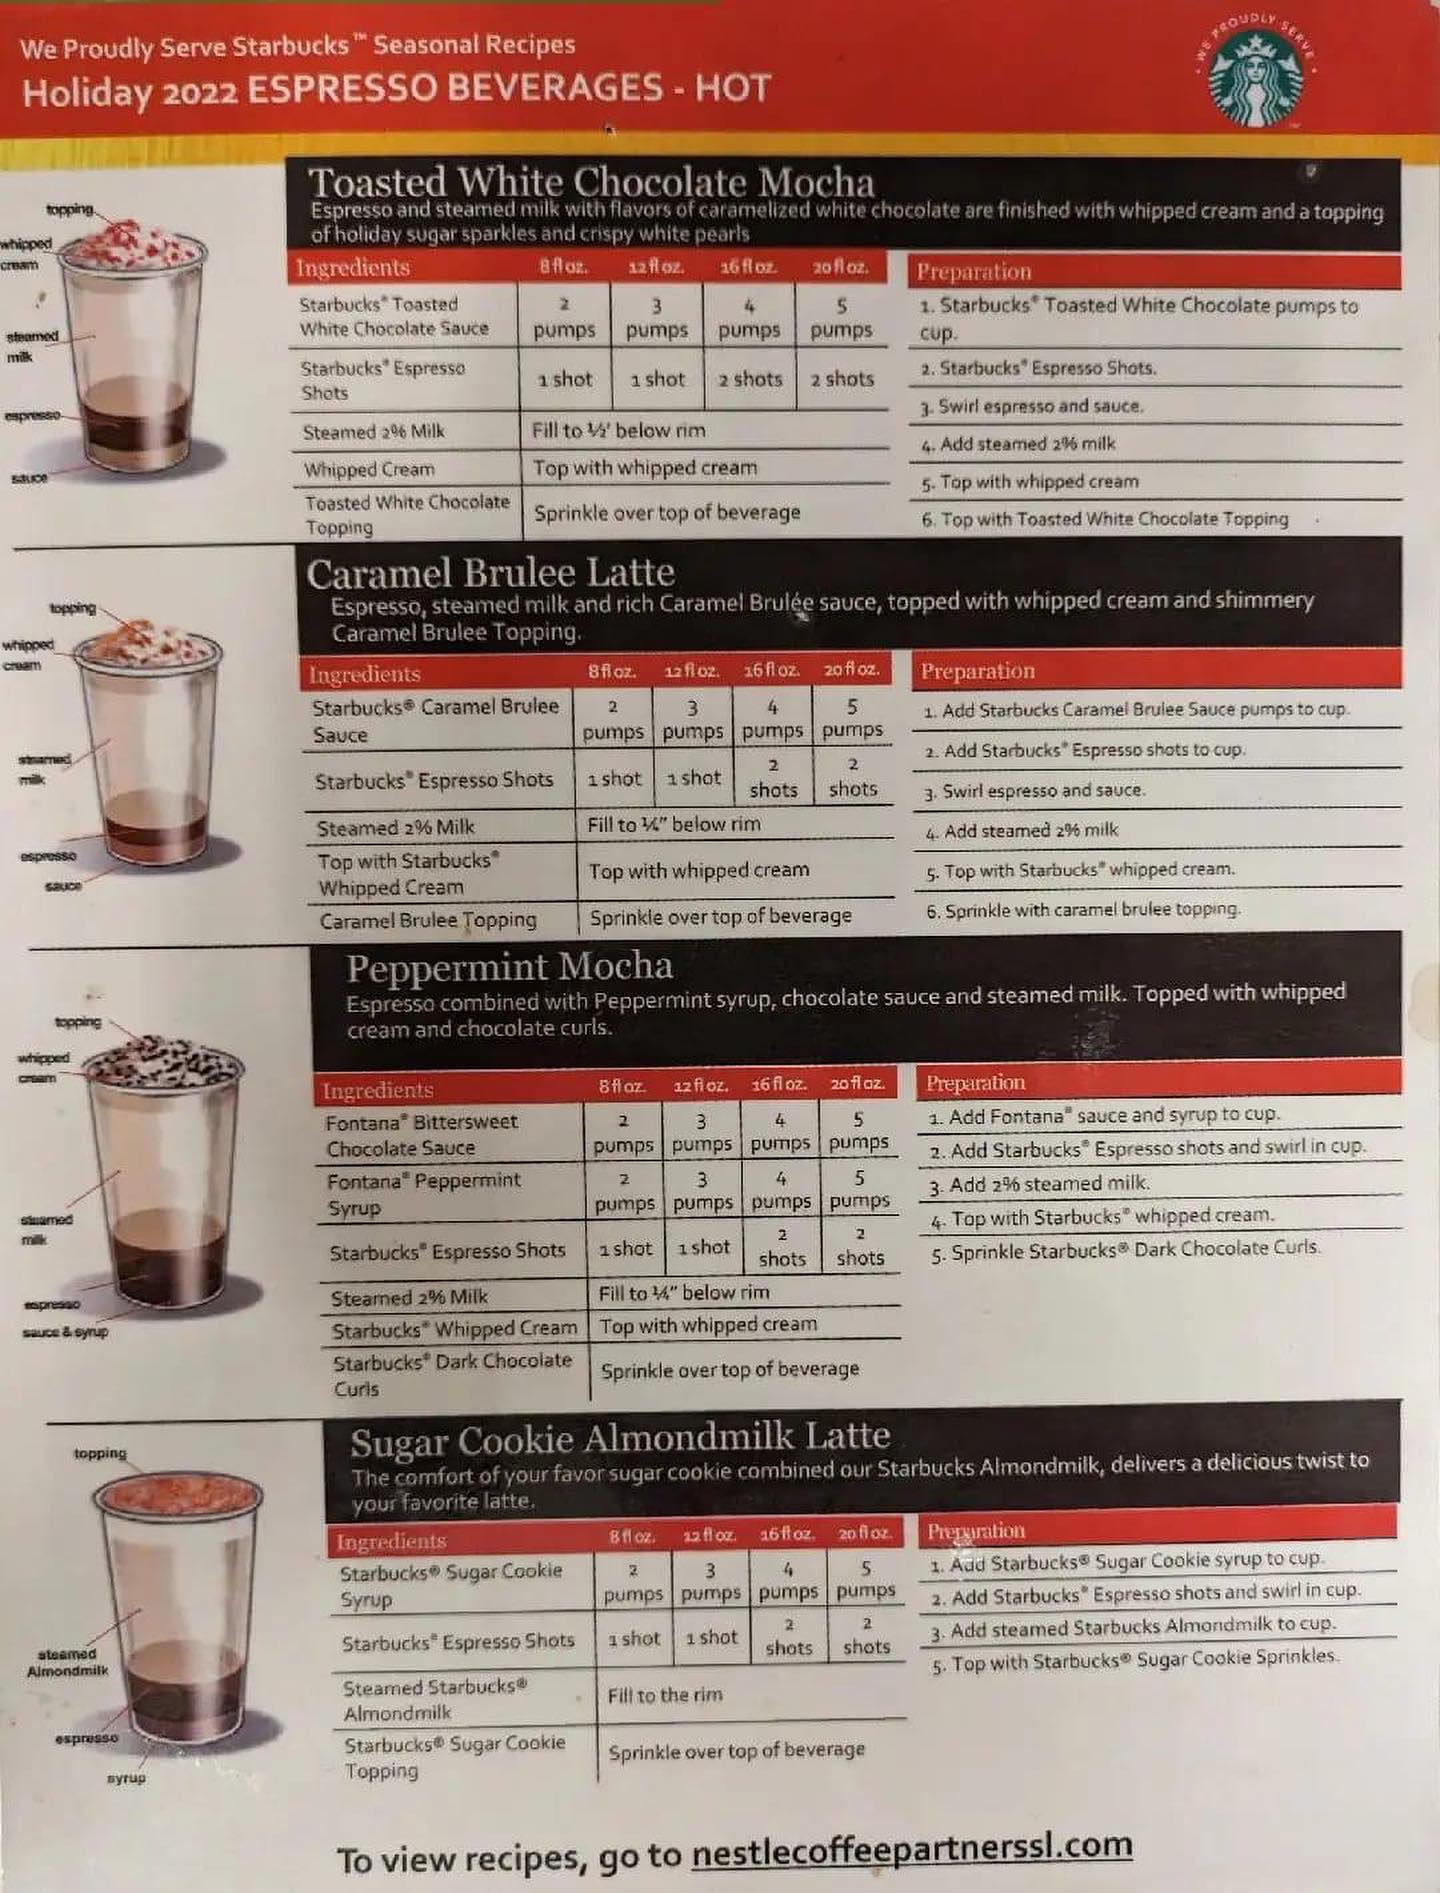 We Proudly Serve Starbucks™ Seasonal Recipes
Holiday 2022 ESPRESSO BEVERAGES - HOT
WE PROUDLY SERVE
Toasted White Chocolate Mocha
Espresso and steamed milk with flavors of caramelized white chocolate are finished with whipped cream and a topping
of holiday sugar sparkles and crispy white pearls
topping
whipped
cream
steamed
milk
espresso
sauce
Ingredients 8 fl oz. 12 fl oz. 16 fl oz. 20 fl oz.
Starbucks® Toasted
White Chocolate Sauce
2 3 4 5
pumps pumps pumps pumps
Starbucks® Espresso
Shots
1 shot 1 shot 2 shots 2 shots
Steamed 2% Milk Fill to ½' below rim
Whipped Cream Top with whipped cream
Toasted White Chocolate
Topping
Sprinkle over top of beverage
Preparation
1. Starbucks® Toasted White Chocolate pumps to
cup.
2. Starbucks® Espresso Shots.
3. Swirl espresso and sauce.
4. Add steamed 2% milk
5. Top with whipped cream
6. Top with Toasted White Chocolate Topping
Caramel Brulee Latte
Espresso, steamed milk and rich Caramel Brulée sauce, topped with whipped cream and shimmery
Caramel Brulee Topping.
topping
whipped
cream
steamed
milk
espresso
sauce
Ingredients 8 fl oz. 12 fl oz. 16 fl oz. 20 fl oz.
Starbucks® Caramel Brulee
Sauce
2 3 4 5
pumps pumps pumps pumps
Starbucks® Espresso Shots 1 shot 1 shot 2 2
shots shots
Steamed 2% Milk Fill to ¼” below rim
Top with Starbucks®
Whipped Cream
Top with whipped cream
Caramel Brulee Topping Sprinkle over top of beverage
Preparation
1. Add Starbucks Caramel Brulee Sauce pumps to cup.
2. Add Starbucks® Espresso shots to cup.
3. Swirl espresso and sauce.
4. Add steamed 2% milk
5. Top with Starbucks® whipped cream.
6. Sprinkle with caramel brulee topping.
Peppermint Mocha
Espresso combined with Peppermint syrup, chocolate sauce and steamed milk. Topped with whipped
cream and chocolate curls.
topping
whipped
cream
steamed
milk
espresso
sauce & syrup
Ingredients 8 fl oz. 12 fl oz. 16 fl oz. 20 fl oz.
Fontana® Bittersweet
Chocolate Sauce
2 3 4 5
pumps pumps pumps pumps
Fontana® Peppermint
Syrup
2 3 4 5
pumps pumps pumps pumps
Starbucks® Espresso Shots 1 shot 1 shot 2 2
shots shots
Steamed 2% Milk Fill to ¼” below rim
Starbucks® Whipped Cream Top with whipped cream
Starbucks® Dark Chocolate
Curls
Sprinkle over top of beverage
Preparation
1. Add Fontana® sauce and syrup to cup.
2. Add Starbucks® Espresso shots and swirl in cup.
3. Add 2% steamed milk.
4. Top with Starbucks® whipped cream.
5. Sprinkle Starbucks® Dark Chocolate Curls.
Sugar Cookie Almondmilk Latte
The comfort of your favor sugar cookie combined our Starbucks Almondmilk, delivers a delicious twist to
your favorite latte.
topping
steamed
Almondmilk
espresso
syrup
Ingredients 8 fl oz. 12 fl oz. 16 fl oz. 20 fl oz.
Starbucks® Sugar Cookie
Syrup
2 3 4 5
pumps pumps pumps pumps
Starbucks® Espresso Shots 1 shot 1 shot 2 2
shots shots
Steamed Starbucks®
Almondmilk
Fill to the rim
Starbucks® Sugar Cookie
Topping
Sprinkle over top of beverage
Preparation
1. Add Starbucks® Sugar Cookie syrup to cup.
2. Add Starbucks® Espresso shots and swirl in cup.
3. Add steamed Starbucks Almondmilk to cup.
5. Top with Starbucks® Sugar Cookie Sprinkles.
To view recipes, go to nestlecoffeepartnerssl.com